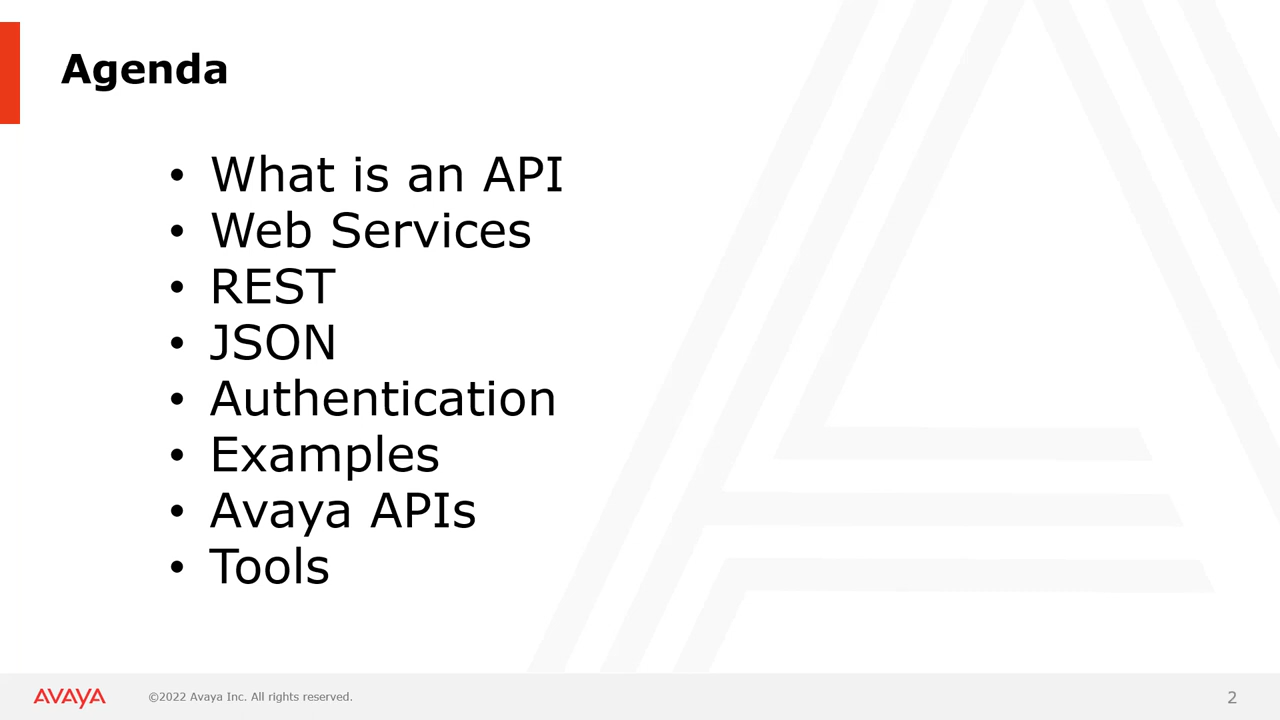 Agenda
• What is an API
• Web Services
• REST
• JSON
• Authentication
• Examples
• Avaya APIs
• Tools
AVAYA ©2022 Avaya Inc. All rights reserved. 2